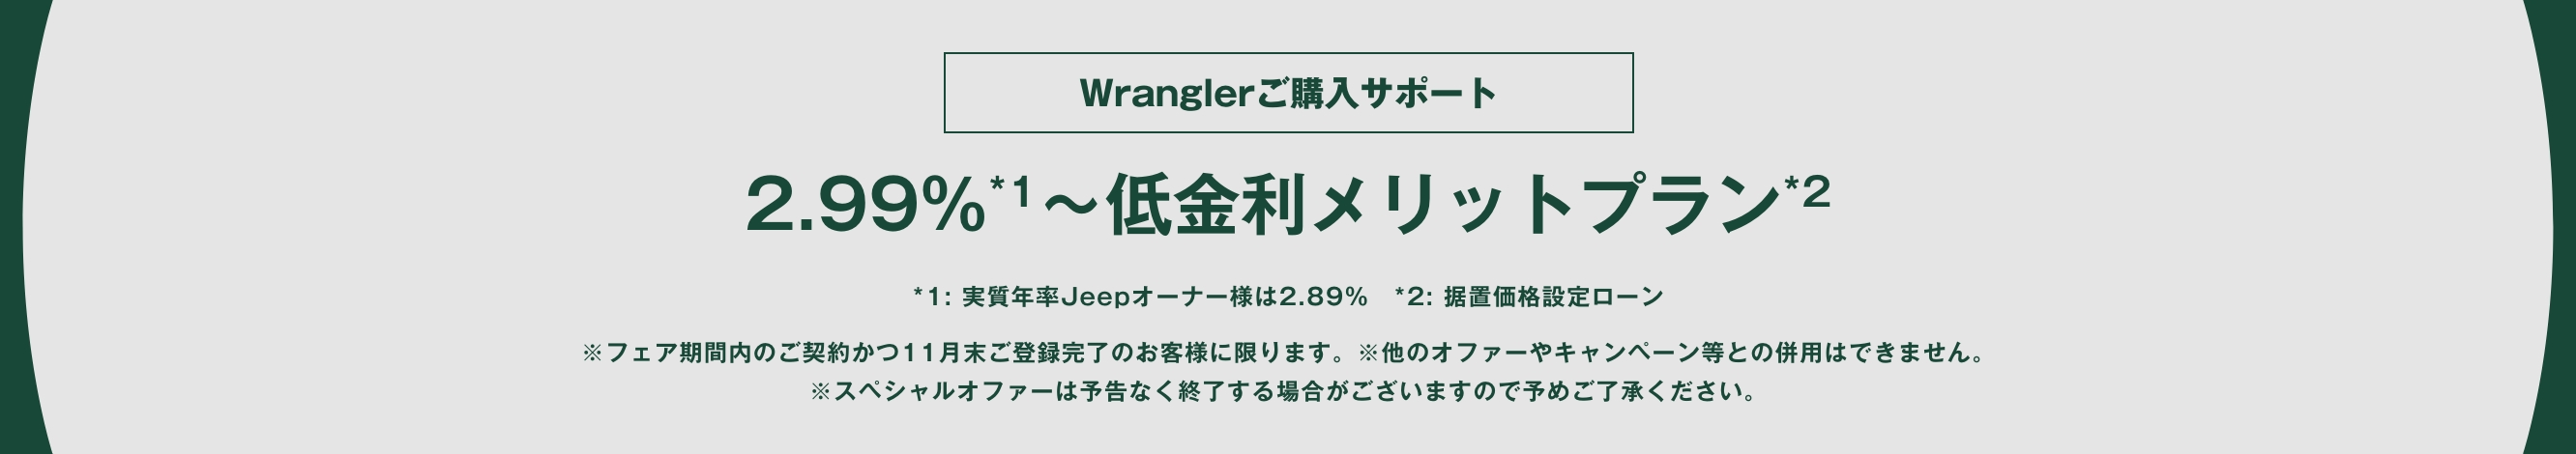 Wranglerご購入サポート
2.99%*1～低金利メリットプラン*2
*1: 実質年率Jeepオーナー様は2.89%　*2: 据置価格設定ローン
※フェア期間内のご契約かつ11月末ご登録完了のお客様に限ります。※他のオファーやキャンペーン等との併用はできません。
※スペシャルオファーは予告なく終了する場合がございますので予めご了承ください。